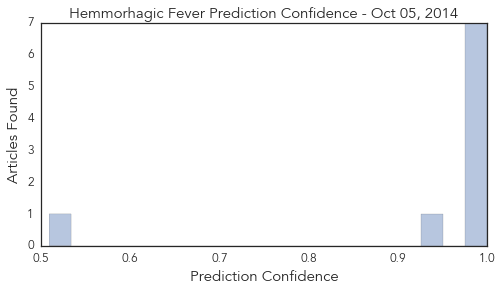 Hemmorhagic Fever Prediction Confidence - Oct 05, 2014
7
6
5
4
3
2
1
0
Articles Found
0.5 0.6 0.7 0.8 0.9 1.0
Prediction Confidence